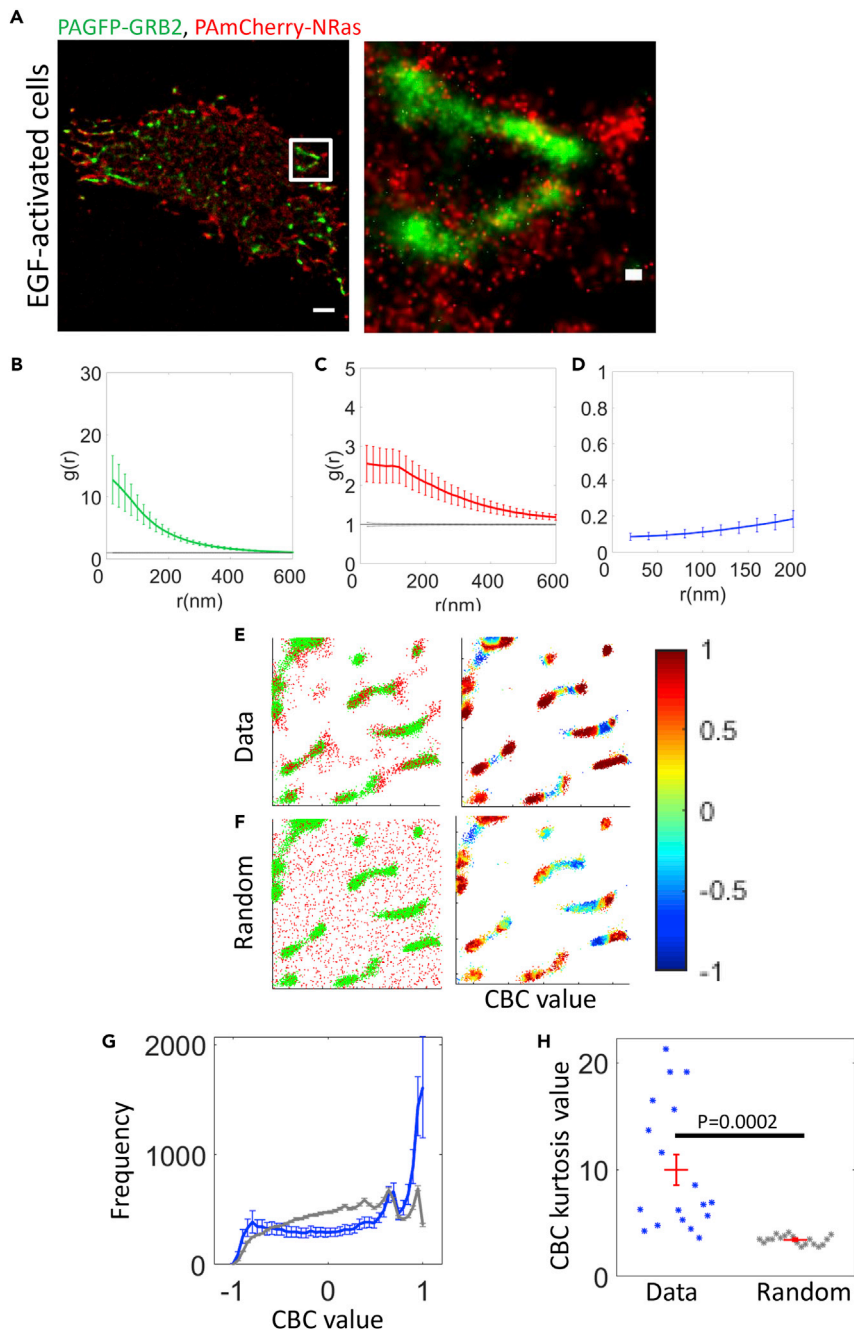 A
PAGFP-GRB2, PAmCherry-NRas
EGF-activated cells
B
g(r)
30
20
10
0
0 200 400 600
r(nm)
C
g(r)
5
4
3
2
1
0
0 200 400 600
r(nm)
D
1
0.8
0.6
0.4
0.2
0
0 50 100 150 200
r(nm)
E
Data
F
Random
CBC value
1
0.5
0
-0.5
-1
G
Frequency
2000
1000
0
-1 0 1
CBC value
H
CBC kurtosis value
20
10
0
P=0.0002
Data Random